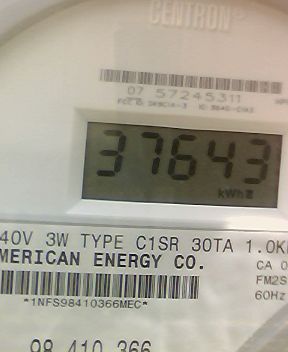 CENTRON®
07 57245311
37643
kWh
40V 3W TYPE C1SR 30TA 1.0K
MERICAN ENERGY CO.
CA 0
FM2S
60Hz
*1NFS98410366MEC*
98 410 366